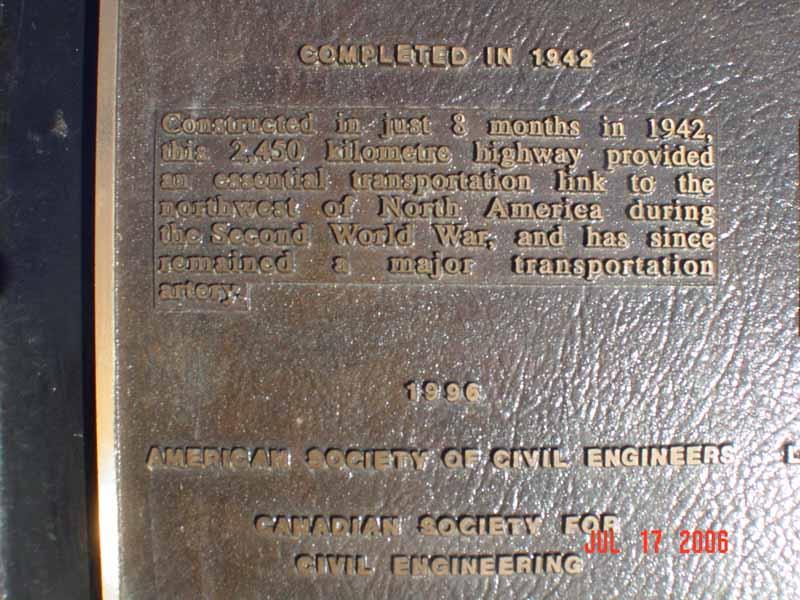 COMPLETED IN 1942
Constructed in just 8 months in 1942,
this 2,450 kilometre highway provided
an essential transportation link to the
northwest of North America during
the Second World War, and has since
remained a major transportation
artery.
1996
AMERICAN SOCIETY OF CIVIL ENGINEERS
CANADIAN SOCIETY FOR
CIVIL ENGINEERING
JUL 17 2006